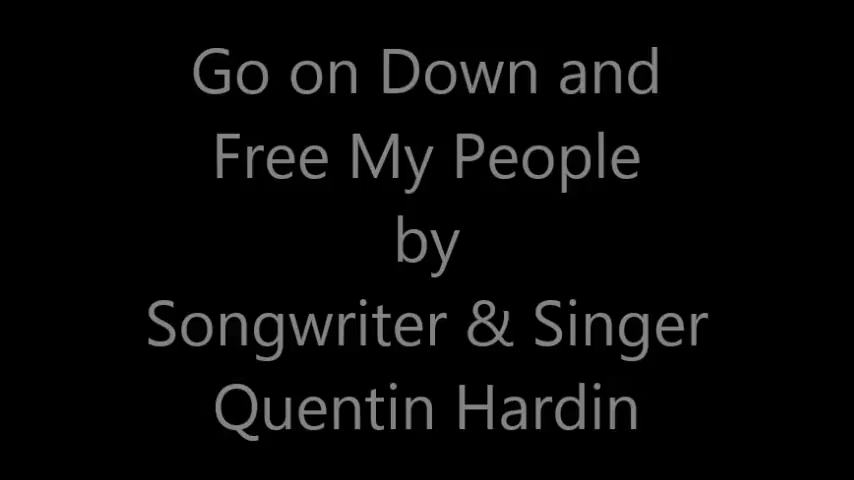 Go on Down and
Free My People
by
Songwriter & Singer
Quentin Hardin